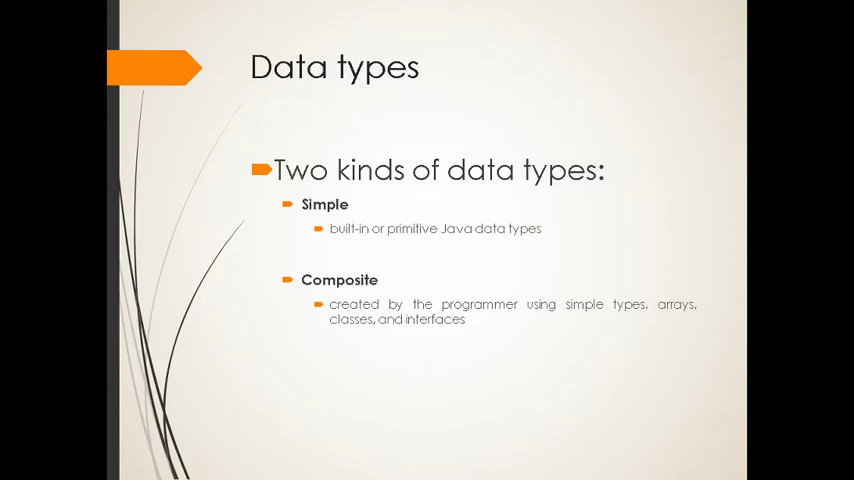 Data types
Two kinds of data types:
Simple
built-in or primitive Java data types
Composite
created by the programmer using simple types, arrays,
classes, and interfaces